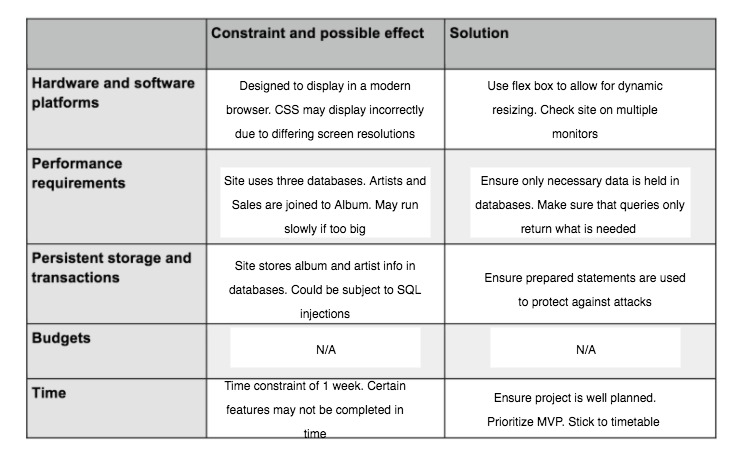 Constraint and possible effect
Solution
Hardware and software
platforms
Designed to display in a modern
browser. CSS may display incorrectly
due to differing screen resolutions
Use flex box to allow for dynamic
resizing. Check site on multiple
monitors
Performance
requirements
Site uses three databases. Artists and
Sales are joined to Album. May run
slowly if too big
Ensure only necessary data is held in
databases. Make sure that queries only
return what is needed
Persistent storage and
transactions
Site stores album and artist info in
databases. Could be subject to SQL
injections
Ensure prepared statements are used
to protect against attacks
Budgets
N/A
N/A
Time
Time constraint of 1 week. Certain
features may not be completed in
time
Ensure project is well planned.
Prioritize MVP. Stick to timetable